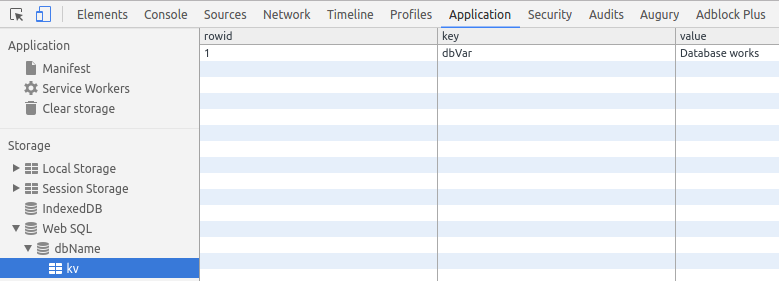 Elements Console Sources Network Timeline Profiles Application Security Audits Augury Adblock Plus
Application
Manifest
Service Workers
Clear storage
Storage
Local Storage
Session Storage
IndexedDB
Web SQL
dbName
kv
rowid key value
1 dbVar Database works